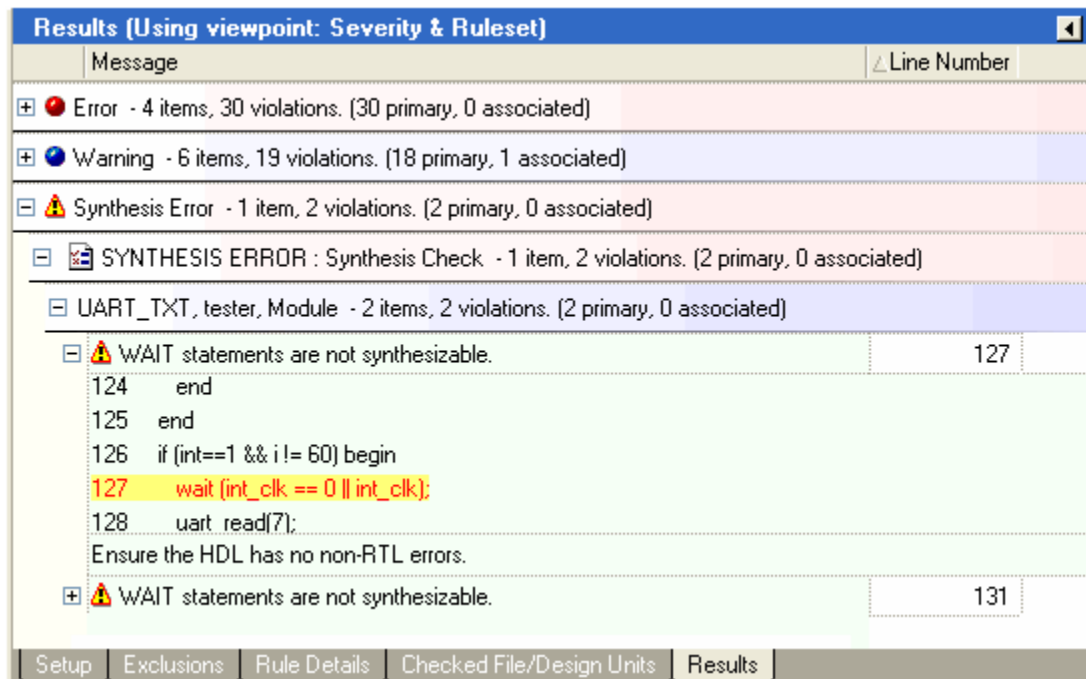 Results (Using viewpoint: Severity & Ruleset)
Message Line Number
Error - 4 items, 30 violations. (30 primary, 0 associated)
Warning - 6 items, 19 violations. (18 primary, 1 associated)
Synthesis Error - 1 item, 2 violations. (2 primary, 0 associated)
SYNTHESIS ERROR : Synthesis Check - 1 item, 2 violations. (2 primary, 0 associated)
UART_TXT, tester, Module - 2 items, 2 violations. (2 primary, 0 associated)
WAIT statements are not synthesizable. 127
124 end
125 end
126 if (int==1 && i != 60) begin
127 wait (int_clk == 0 || int_clk);
128 uart_read(7);
Ensure the HDL has no non-RTL errors.
WAIT statements are not synthesizable. 131
Setup Exclusions Rule Details Checked File/Design Units Results